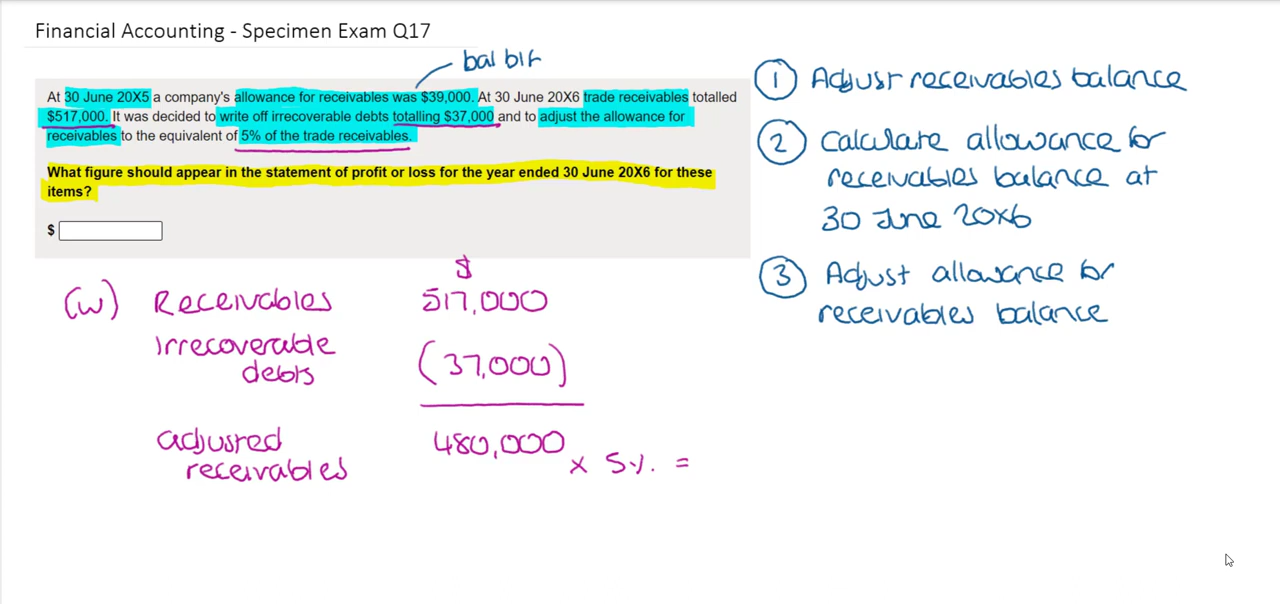 Financial Accounting - Specimen Exam Q17
bal b/f
At 30 June 20X5 a company's allowance for receivables was $39,000. At 30 June 20X6 trade receivables totalled
$517,000. It was decided to write off irrecoverable debts totalling $37,000 and to adjust the allowance for
receivables to the equivalent of 5% of the trade receivables.
What figure should appear in the statement of profit or loss for the year ended 30 June 20X6 for these
items?
$
① Adjust receivables balance
② Calculate allowance for
receivables balance at
30 June 20X6
③ Adjust allowance for
receivables balance
$
(W) Receivables 517,000
Irrecoverable
debts (37,000)
adjusted 480,000
receivables × 5% =